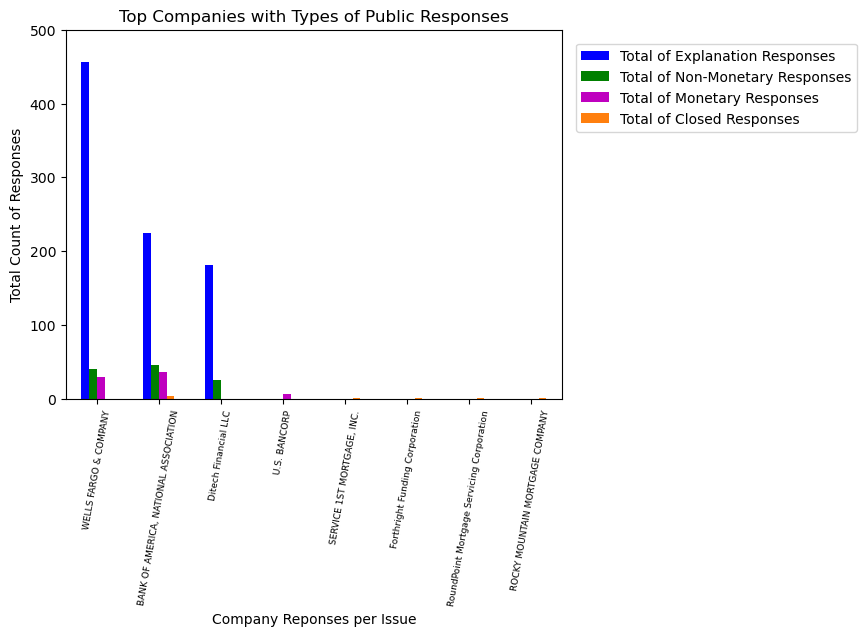 Top Companies with Types of Public Responses
Total Count of Responses
500
400
300
200
100
0
WELLS FARGO & COMPANY
BANK OF AMERICA, NATIONAL ASSOCIATION
Ditech Financial LLC
U.S. BANCORP
SERVICE 1ST MORTGAGE, INC.
Forthright Funding Corporation
RoundPoint Mortgage Servicing Corporation
ROCKY MOUNTAIN MORTGAGE COMPANY
Company Reponses per Issue
Total of Explanation Responses
Total of Non-Monetary Responses
Total of Monetary Responses
Total of Closed Responses